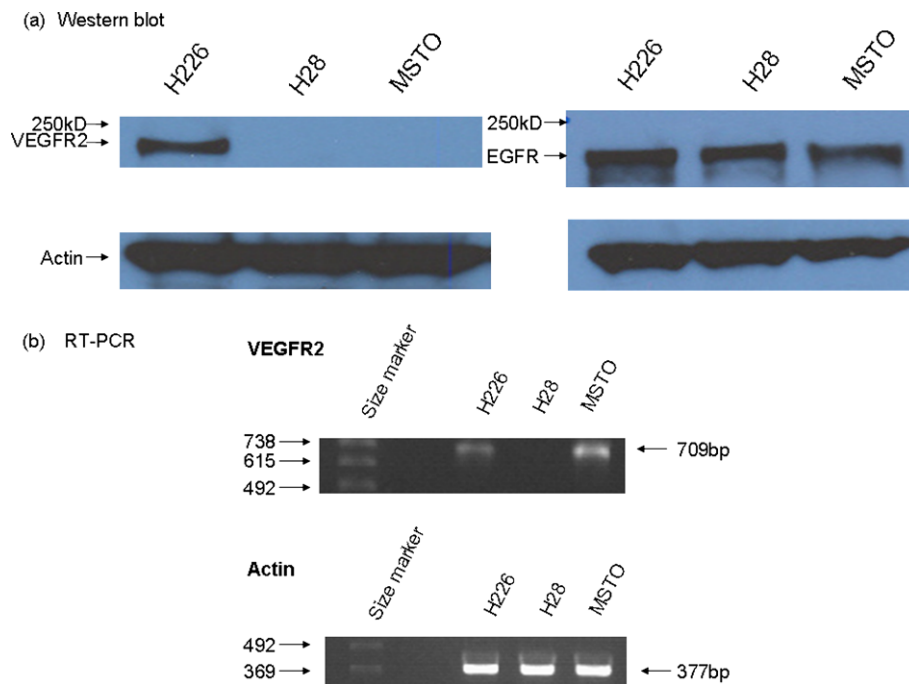 (a) Western blot
H226 H28 MSTO
250kD
VEGFR2
Actin
H226 H28 MSTO
250kD
EGFR
(b) RT-PCR
VEGFR2
Size marker H226 H28 MSTO
738
615
492
709bp
Actin
Size marker H226 H28 MSTO
492
369
377bp